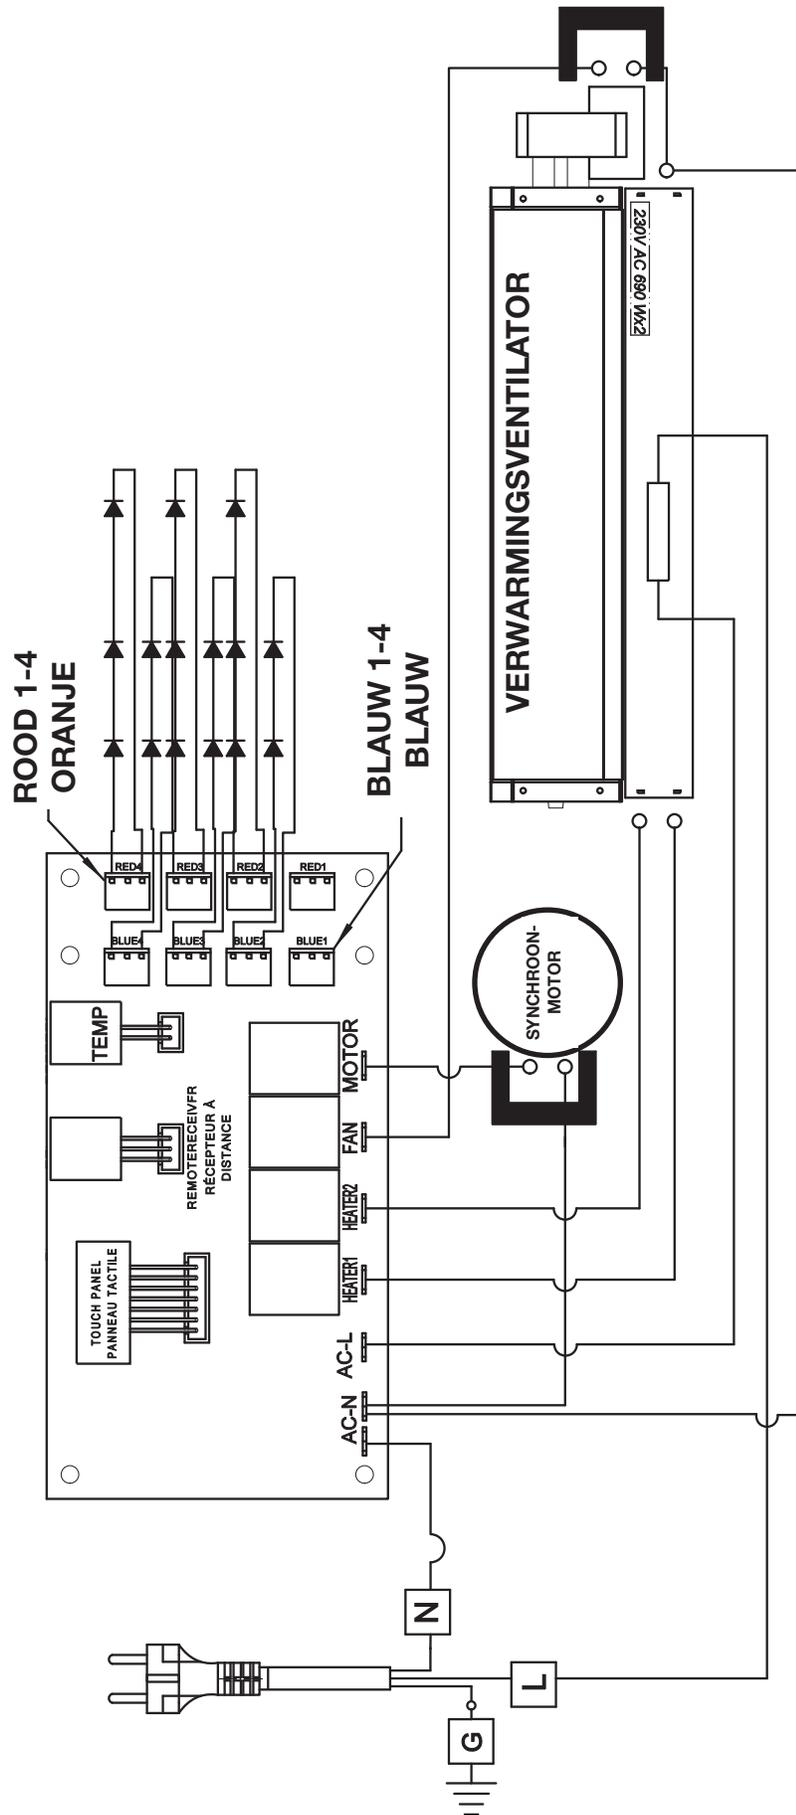 ROOD 1-4
ORANJE
BLAUW 1-4
BLAUW
RED4
RED3
RED2
RED1
BLUE4
BLUE3
BLUE2
BLUE1
TEMP
REMOTERECEIVFR
RÉCEPTEUR À
DISTANCE
TOUCH PANEL
PANNEAU TACTILE
MOTOR
FAN
HEATER2
HEATER1
AC-L
AC-N
SYNCHROON-
MOTOR
VERWARMINGSVENTILATOR
230V AC 690 Wx2
N
L
G